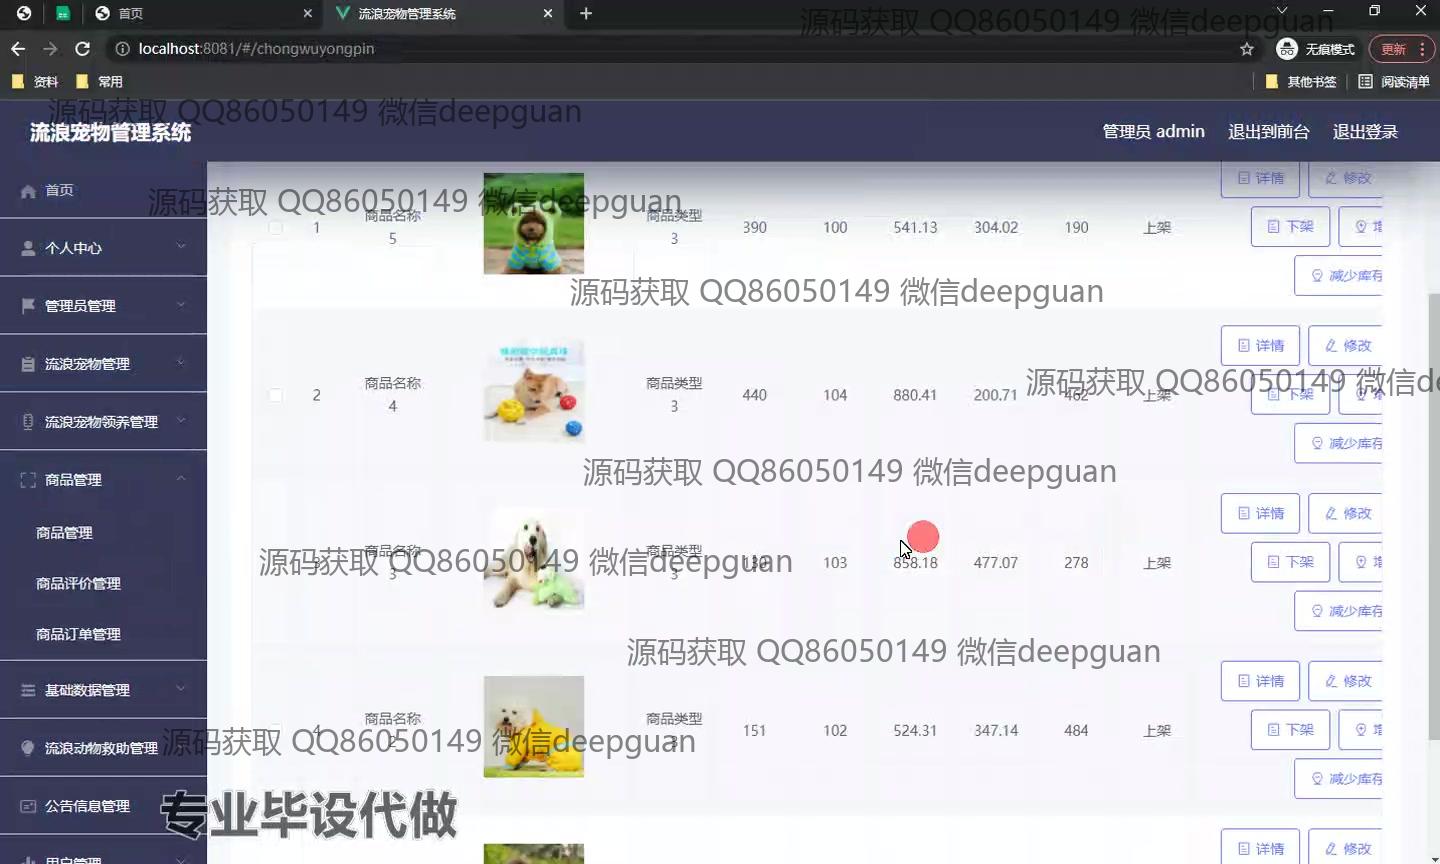 首页
流浪宠物管理系统
源码获取 QQ86050149 微信deepguan
localhost:8081/#/chongwuyongpin
无痕模式
更新
资料
常用
其他书签
阅读清单
源码获取 QQ86050149 微信deepguan
流浪宠物管理系统
管理员 admin
退出到前台
退出登录
首页
个人中心
管理员管理
流浪宠物管理
流浪宠物领养管理
商品管理
商品管理
商品评价管理
商品订单管理
基础数据管理
流浪动物救助管理
公告信息管理
用户管理
源码获取 QQ86050149 微信deepguan
详情 修改
1 商品名称5 商品类型3 390 100 541.13 304.02 190 上架 下架 增
减少库存
源码获取 QQ86050149 微信deepguan
详情 修改
源码获取 QQ86050149 微信de
2 商品名称4 商品类型3 440 104 880.41 200.71 462 上架 下架 增
减少库存
源码获取 QQ86050149 微信deepguan
详情 修改
源码获取 QQ86050149 微信deepguan
3 商品名称3 商品类型3 103 858.18 477.07 278 上架 下架 增
减少库存
源码获取 QQ86050149 微信deepguan
详情 修改
4 商品名称2 商品类型3 151 102 524.31 347.14 484 上架 下架 增
源码获取 QQ86050149 微信deepguan
减少库存
专业毕设代做
详情 修改